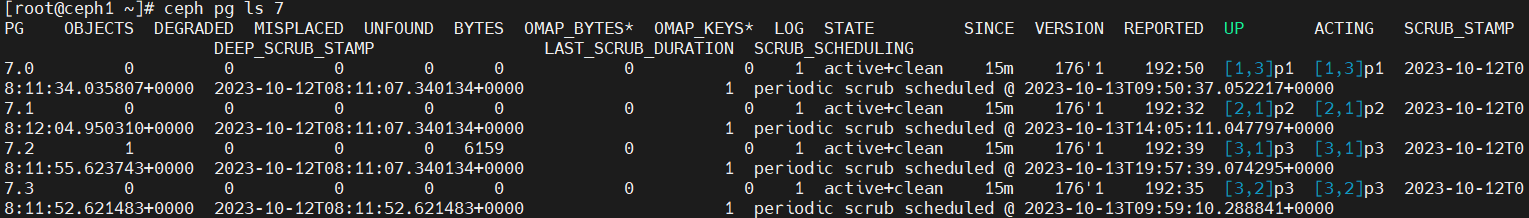 [root@ceph1 ~]# ceph pg ls 7
PG     OBJECTS  DEGRADED  MISPLACED  UNFOUND  BYTES  OMAP_BYTES*  OMAP_KEYS*  LOG  STATE         SINCE  VERSION  REPORTED  UP      ACTING   SCRUB_STAMP
                   DEEP_SCRUB_STAMP                 LAST_SCRUB_DURATION  SCRUB_SCHEDULING
7.0          0         0          0        0      0            0           0    1  active+clean    15m    176'1    192:50  [1,3]p1  [1,3]p1  2023-10-12T0
8:11:34.035807+0000  2023-10-12T08:11:07.340134+0000                    1  periodic scrub scheduled @ 2023-10-13T09:50:37.052217+0000
7.1          0         0          0        0      0            0           0    1  active+clean    15m    176'1    192:32  [2,1]p2  [2,1]p2  2023-10-12T0
8:12:04.950310+0000  2023-10-12T08:11:07.340134+0000                    1  periodic scrub scheduled @ 2023-10-13T14:05:11.047797+0000
7.2          1         0          0        0   6159            0           0    1  active+clean    15m    176'1    192:39  [3,1]p3  [3,1]p3  2023-10-12T0
8:11:55.623743+0000  2023-10-12T08:11:07.340134+0000                    1  periodic scrub scheduled @ 2023-10-13T19:57:39.074295+0000
7.3          0         0          0        0      0            0           0    1  active+clean    15m    176'1    192:35  [3,2]p3  [3,2]p3  2023-10-12T0
8:11:52.621483+0000  2023-10-12T08:11:52.621483+0000                    1  periodic scrub scheduled @ 2023-10-13T09:59:10.288841+0000